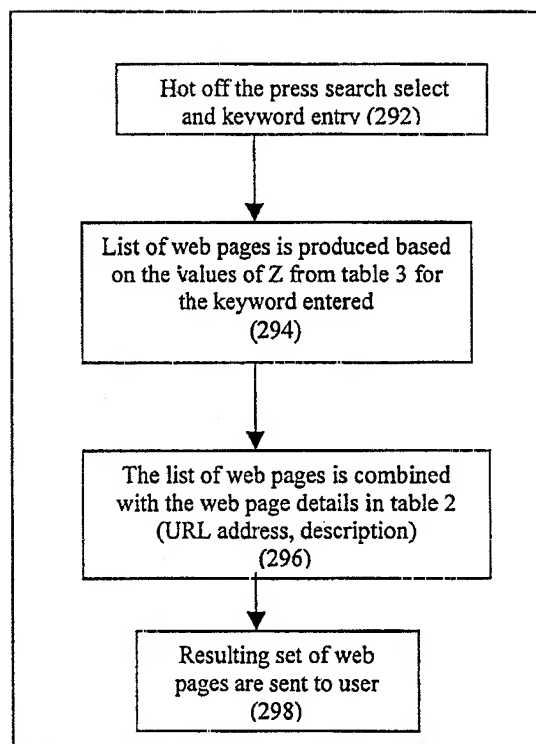 Hot off the press search select
and keyword entry (292)
List of web pages is produced based
on the values of Z from table 3 for
the keyword entered
(294)
The list of web pages is combined
with the web page details in table 2
(URL address, description)
(296)
Resulting set of web
pages are sent to user
(298)